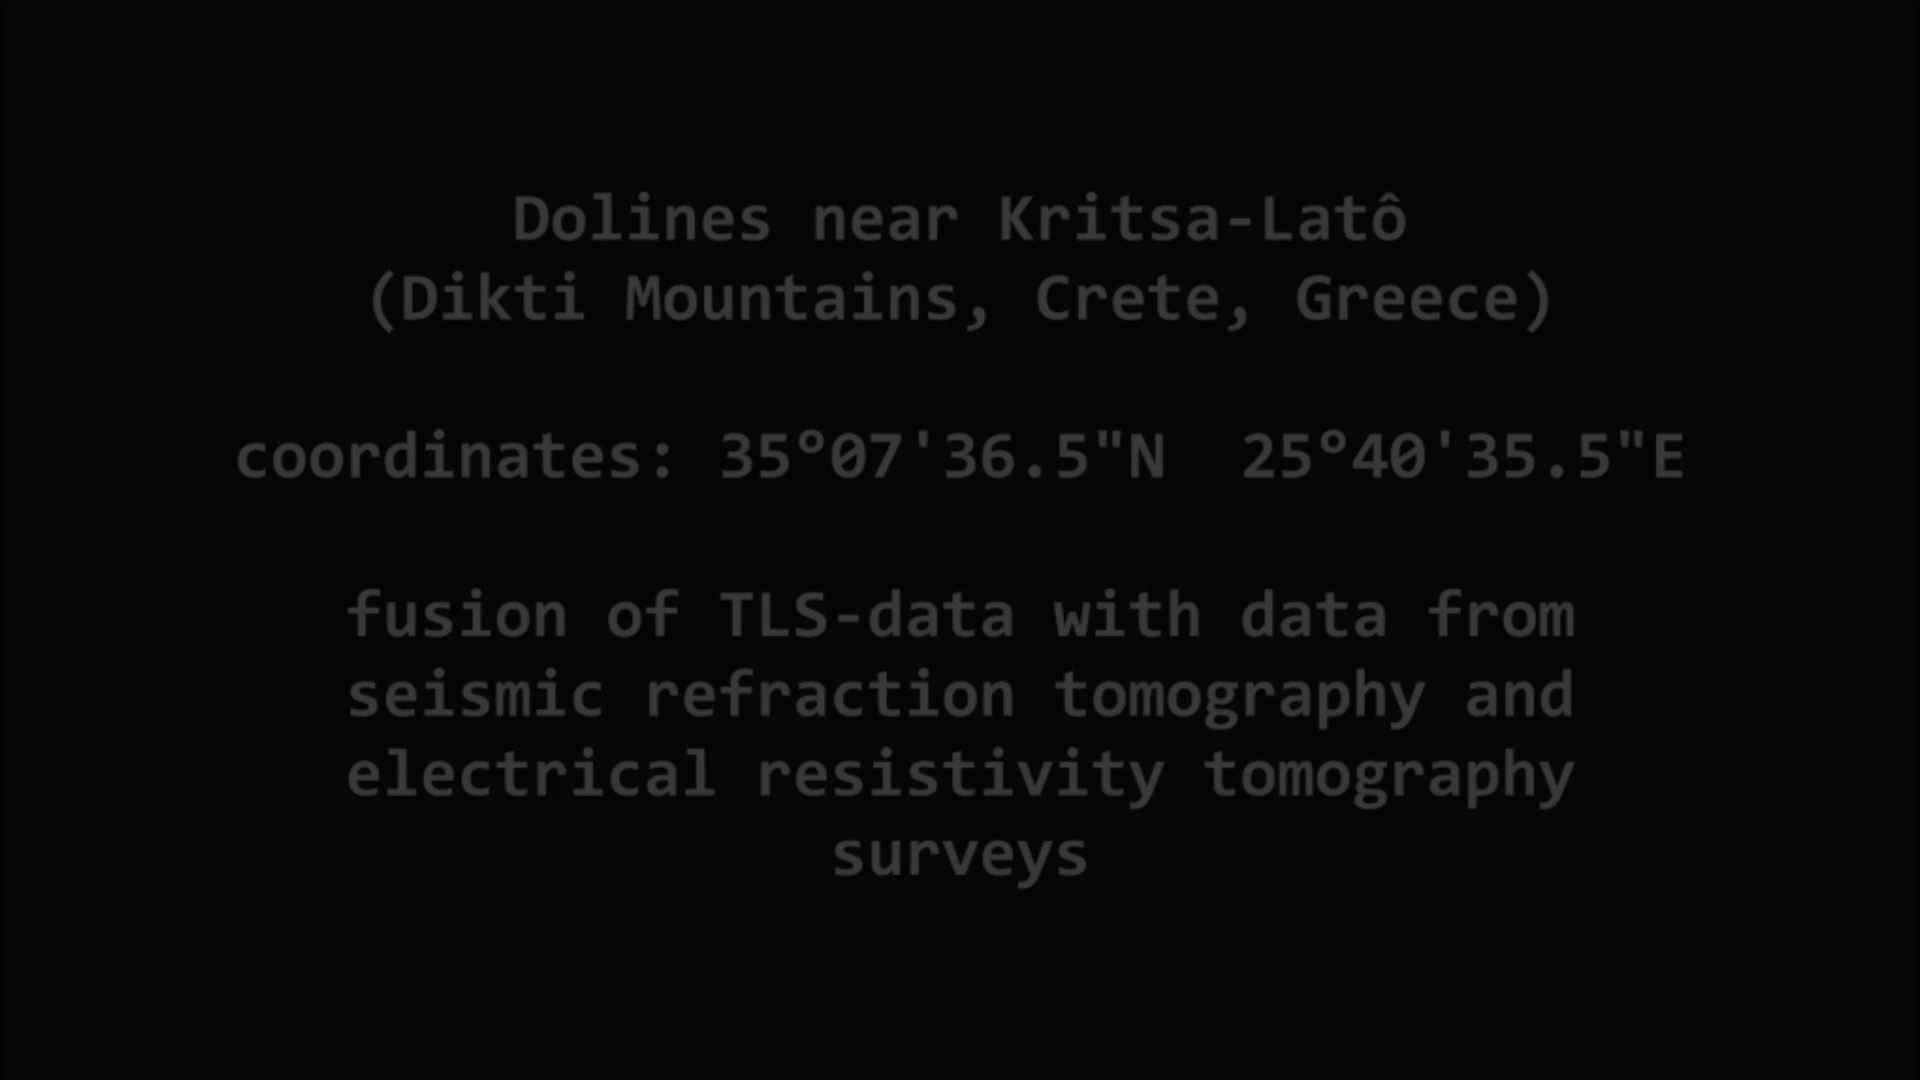 Dolines near Kritsa-Latô
(Dikti Mountains, Crete, Greece)
coordinates: 35°07'36.5"N  25°40'35.5"E
fusion of TLS-data with data from
seismic refraction tomography and
electrical resistivity tomography
surveys